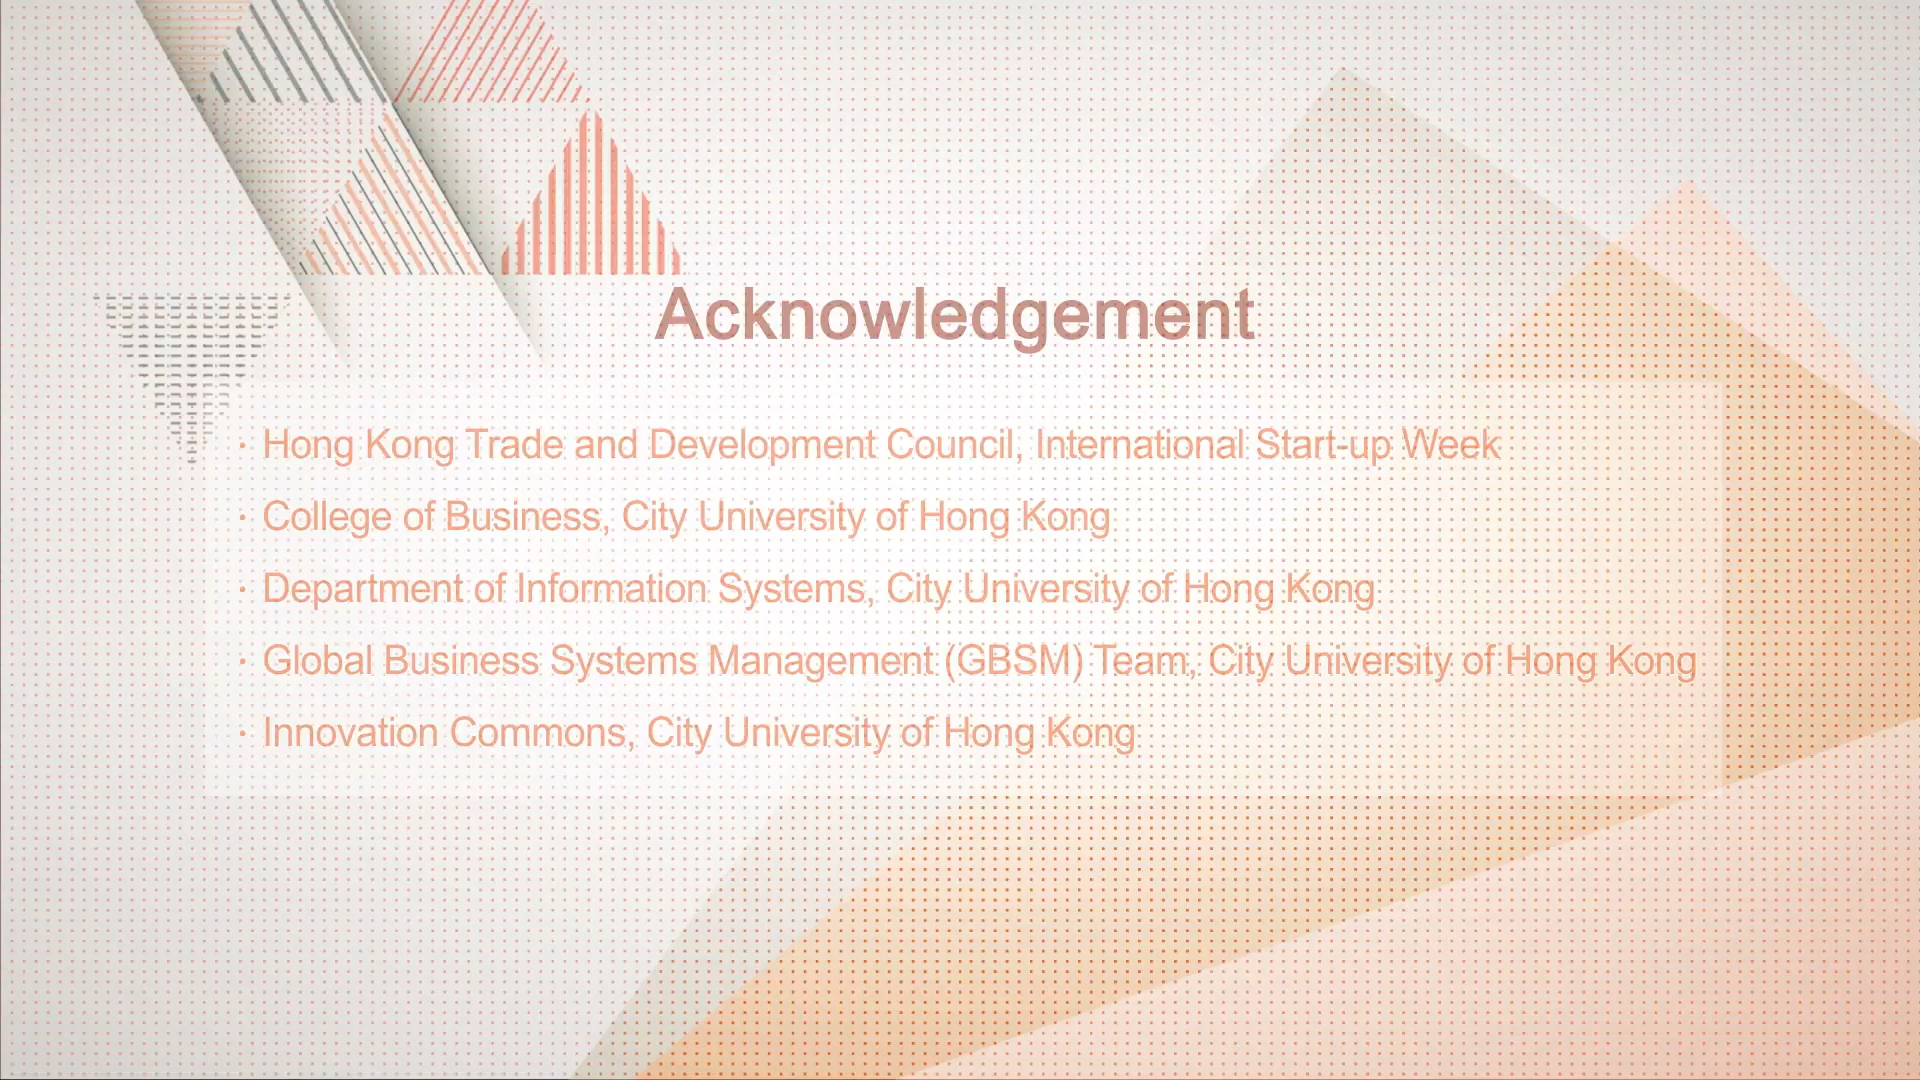 Acknowledgement
· Hong Kong Trade and Development Council, International Start-up Week
· College of Business, City University of Hong Kong
· Department of Information Systems, City University of Hong Kong
· Global Business Systems Management (GBSM) Team, City University of Hong Kong
· Innovation Commons, City University of Hong Kong